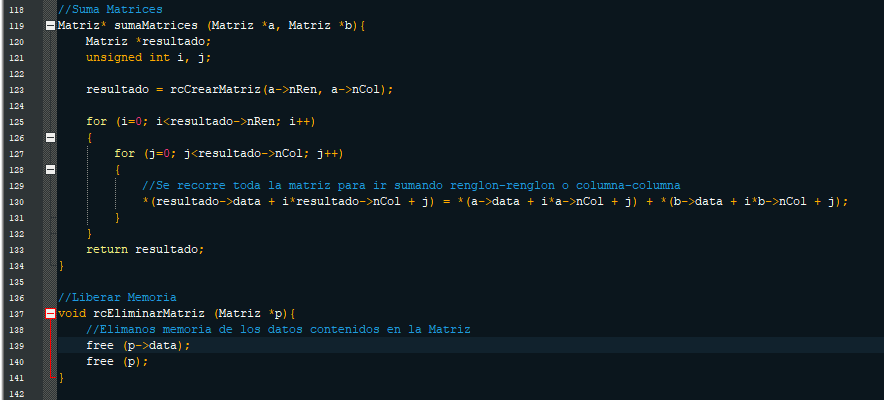 118 //Suma Matrices
119 Matriz* sumaMatrices (Matriz *a, Matriz *b){
120 Matriz *resultado;
121 unsigned int i, j;
122
123 resultado = rcCrearMatriz(a->nRen, a->nCol);
124
125 for (i=0; i<resultado->nRen; i++)
126 {
127 for (j=0; j<resultado->nCol; j++)
128 {
129 //Se recorre toda la matriz para ir sumando renglon-renglon o columna-columna
130 *(resultado->data + i*resultado->nCol + j) = *(a->data + i*a->nCol + j) + *(b->data + i*b->nCol + j);
131 }
132 }
133 return resultado;
134 }
135
136 //Liberar Memoria
137 void rcEliminarMatriz (Matriz *p){
138 //Elimanos memoria de los datos contenidos en la Matriz
139 free (p->data);
140 free (p);
141 }
142